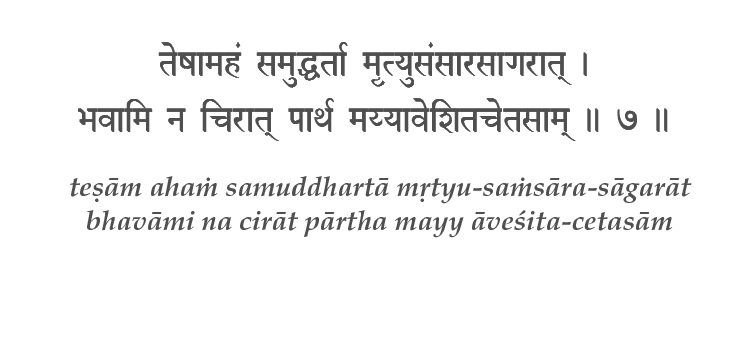 तेषामहं समुद्धर्ता मृत्युसंसारसागरात् ।
भवामि न चिरात् पार्थ मय्यावेशितचेतसाम् ॥ ७ ॥
teṣām ahaṁ samuddhartā mṛtyu-saṁsāra-sāgarāt
bhavāmi na cirāt pārtha mayy āveśita-cetasām